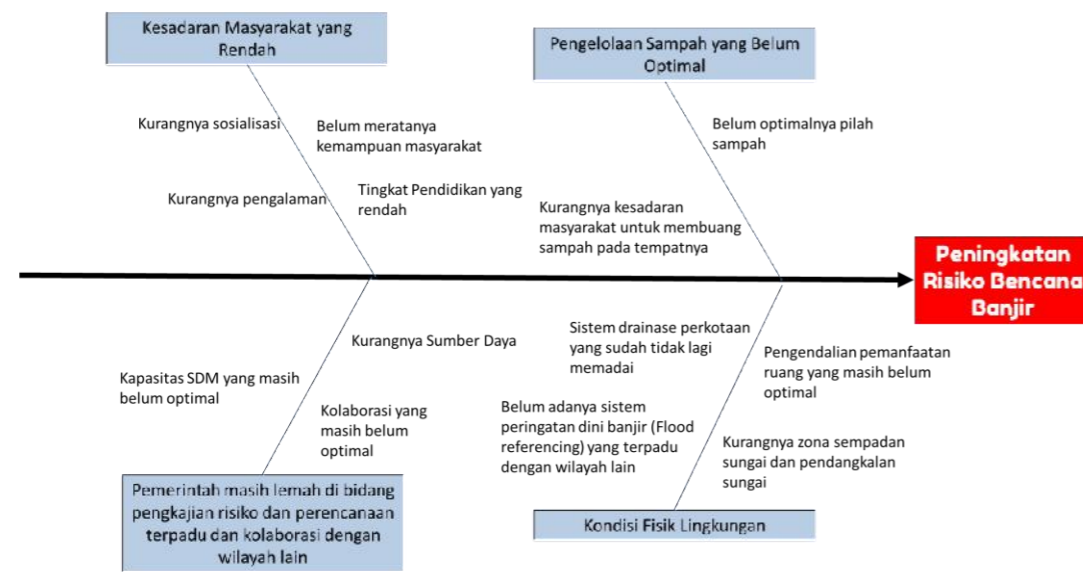 Kesadaran Masyarakat yang
Rendah
Pengelolaan Sampah yang Belum
Optimal
Kurangnya sosialisasi
Belum meratanya
kemampuan masyarakat
Belum optimalnya pilah
sampah
Kurangnya pengalaman
Tingkat Pendidikan yang
rendah
Kurangnya kesadaran
masyarakat untuk membuang
sampah pada tempatnya
Peningkatan
Risiko Bencana
Banjir
Kurangnya Sumber Daya
Kapasitas SDM yang masih
belum optimal
Kolaborasi yang
masih belum
optimal
Sistem drainase perkotaan
yang sudah tidak lagi
memadai
Pengendalian pemanfaatan
ruang yang masih belum
optimal
Belum adanya sistem
peringatan dini banjir (Flood
referencing) yang terpadu
dengan wilayah lain
Kurangnya zona sempadan
sungai dan pendangkalan
sungai
Pemerintah masih lemah di bidang
pengkajian risiko dan perencanaan
terpadu dan kolaborasi dengan
wilayah lain
Kondisi Fisik Lingkungan